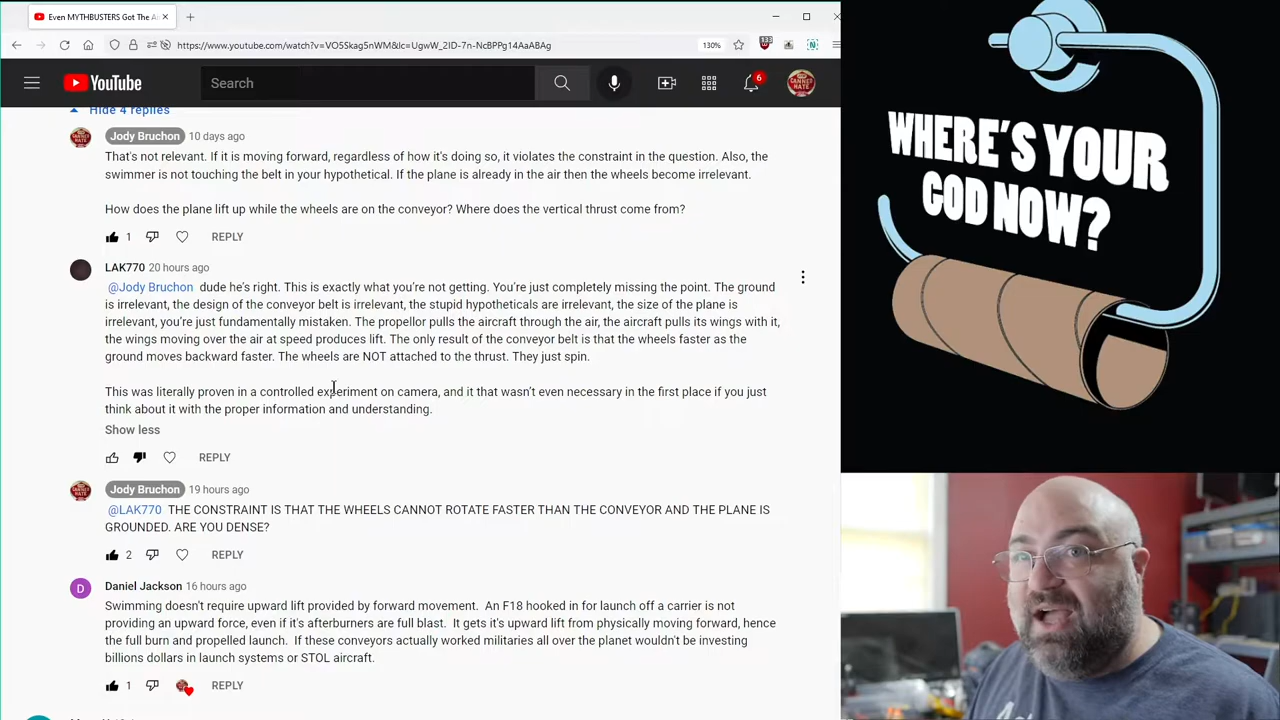 Even MYTHBUSTERS Got The A
https://www.youtube.com/watch?v=VO5Skag5nWM&lc=UgwW_2ID-7n-NcBPPg14AaABAg
130%
133
YouTube
Search
6
Hide 4 replies
Jody Bruchon 10 days ago
That's not relevant. If it is moving forward, regardless of how it's doing so, it violates the constraint in the question. Also, the
swimmer is not touching the belt in your hypothetical. If the plane is already in the air then the wheels become irrelevant.
How does the plane lift up while the wheels are on the conveyor? Where does the vertical thrust come from?
1 REPLY
LAK770 20 hours ago
@Jody Bruchon dude he's right. This is exactly what you're not getting. You're just completely missing the point. The ground
is irrelevant, the design of the conveyor belt is irrelevant, the stupid hypotheticals are irrelevant, the size of the plane is
irrelevant, you're just fundamentally mistaken. The propellor pulls the aircraft through the air, the aircraft pulls its wings with it,
the wings moving over the air at speed produces lift. The only result of the conveyor belt is that the wheels faster as the
ground moves backward faster. The wheels are NOT attached to the thrust. They just spin.
This was literally proven in a controlled experiment on camera, and it that wasn't even necessary in the first place if you just
think about it with the proper information and understanding.
Show less
REPLY
Jody Bruchon 19 hours ago
@LAK770 THE CONSTRAINT IS THAT THE WHEELS CANNOT ROTATE FASTER THAN THE CONVEYOR AND THE PLANE IS
GROUNDED. ARE YOU DENSE?
2 REPLY
Daniel Jackson 16 hours ago
D
Swimming doesn't require upward lift provided by forward movement. An F18 hooked in for launch off a carrier is not
providing an upward force, even if it's afterburners are full blast. It gets it's upward lift from physically moving forward, hence
the full burn and propelled launch. If these conveyors actually worked militaries all over the planet wouldn't be investing
billions dollars in launch systems or STOL aircraft.
1 REPLY
WHERE'S YOUR
GOD NOW?